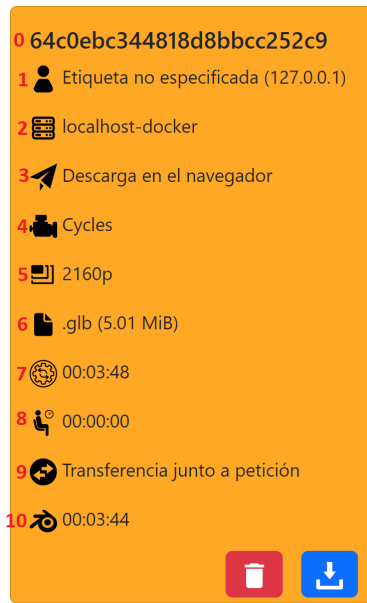 0 64c0ebc344818d8bbcc252c9
1 Etiqueta no especificada (127.0.0.1)
2 localhost-docker
3 Descarga en el navegador
4 Cycles
5 2160p
6 .glb (5.01 MiB)
7 00:03:48
8 00:00:00
9 Transferencia junto a petición
10 00:03:44